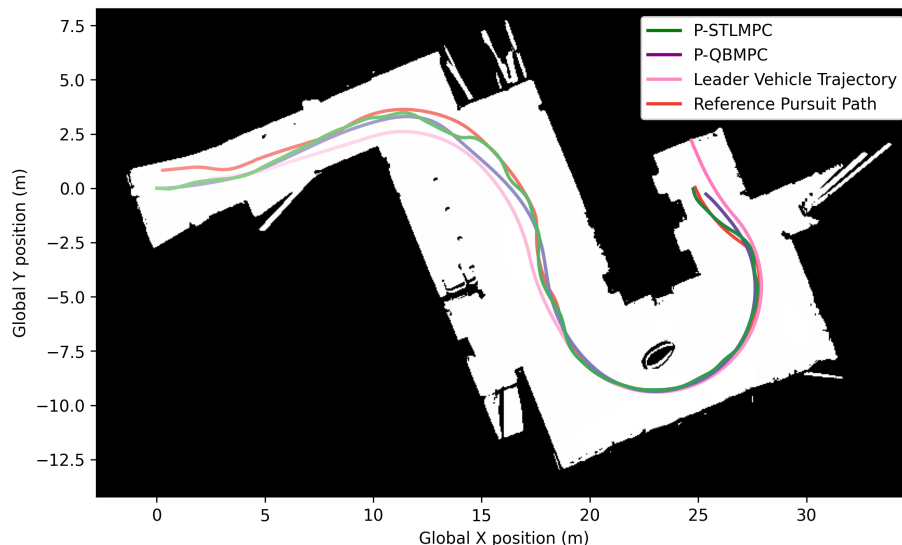 7.5
5.0
2.5
0.0
−2.5
−5.0
−7.5
−10.0
−12.5
Global Y position (m)
P-STLMPC
P-QBMPC
Leader Vehicle Trajectory
Reference Pursuit Path
0 5 10 15 20 25 30
Global X position (m)